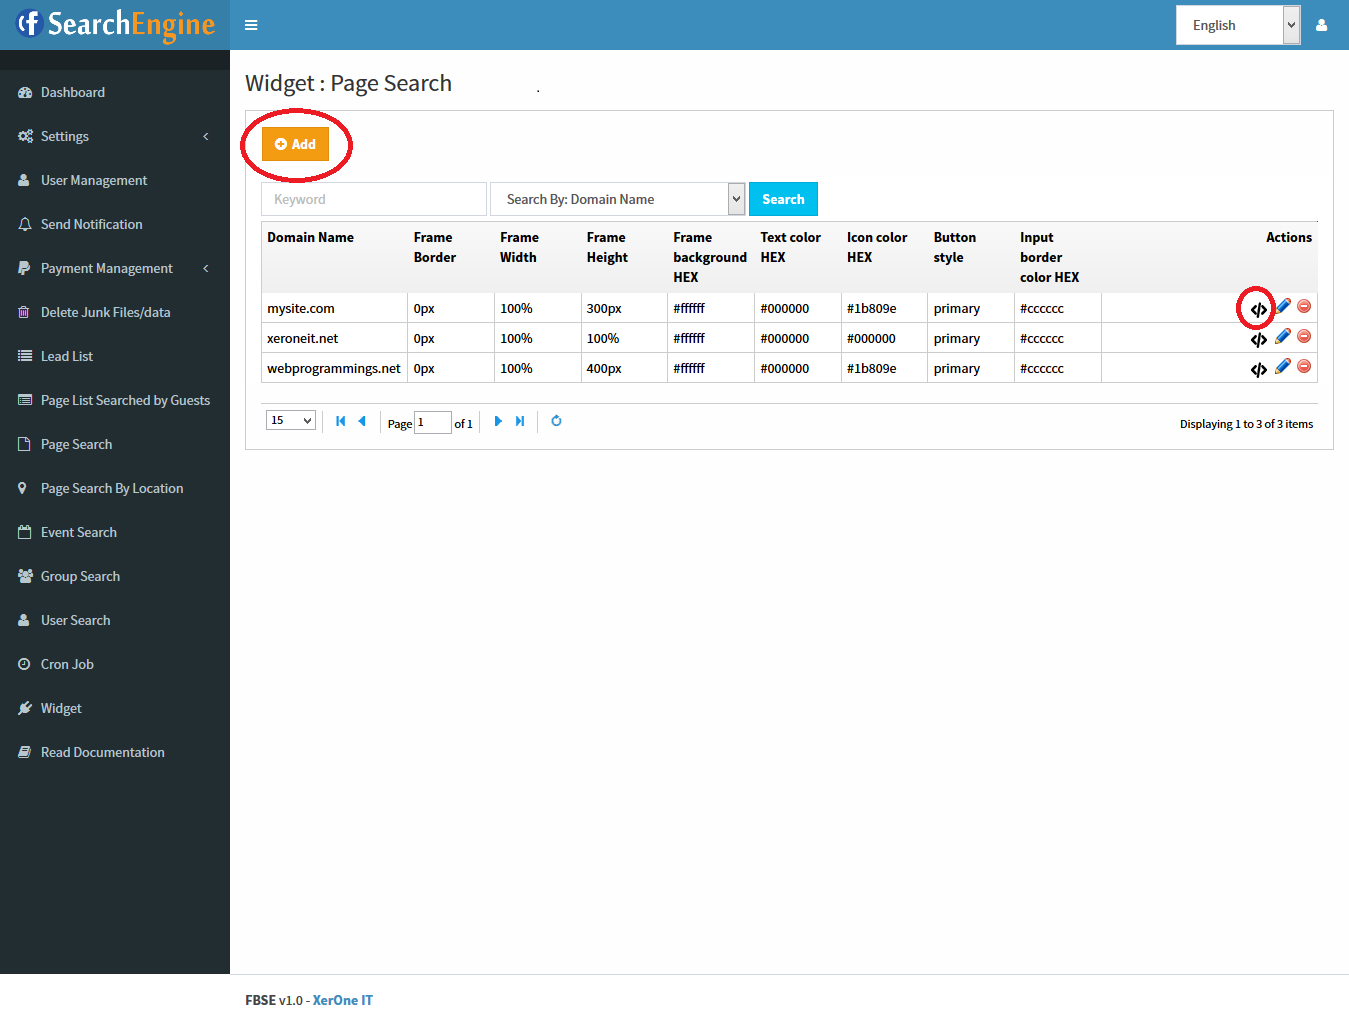 SearchEngine
English
Dashboard
Settings
User Management
Send Notification
Payment Management
Delete Junk Files/data
Lead List
Page List Searched by Guests
Page Search
Page Search By Location
Event Search
Group Search
User Search
Cron Job
Widget
Read Documentation
Widget : Page Search .
Add
Keyword Search By: Domain Name Search
Domain Name Frame Border Frame Width Frame Height Frame background HEX Text color HEX Icon color HEX Button style Input border color HEX Actions
mysite.com 0px 100% 300px #ffffff #000000 #1b809e primary #cccccc
xeroneit.net 0px 100% 100% #ffffff #000000 #000000 primary #cccccc
webprogrammings.net 0px 100% 400px #ffffff #000000 #1b809e primary #cccccc
15 Page 1 of 1 Displaying 1 to 3 of 3 items
FBSE v1.0 - XerOne IT